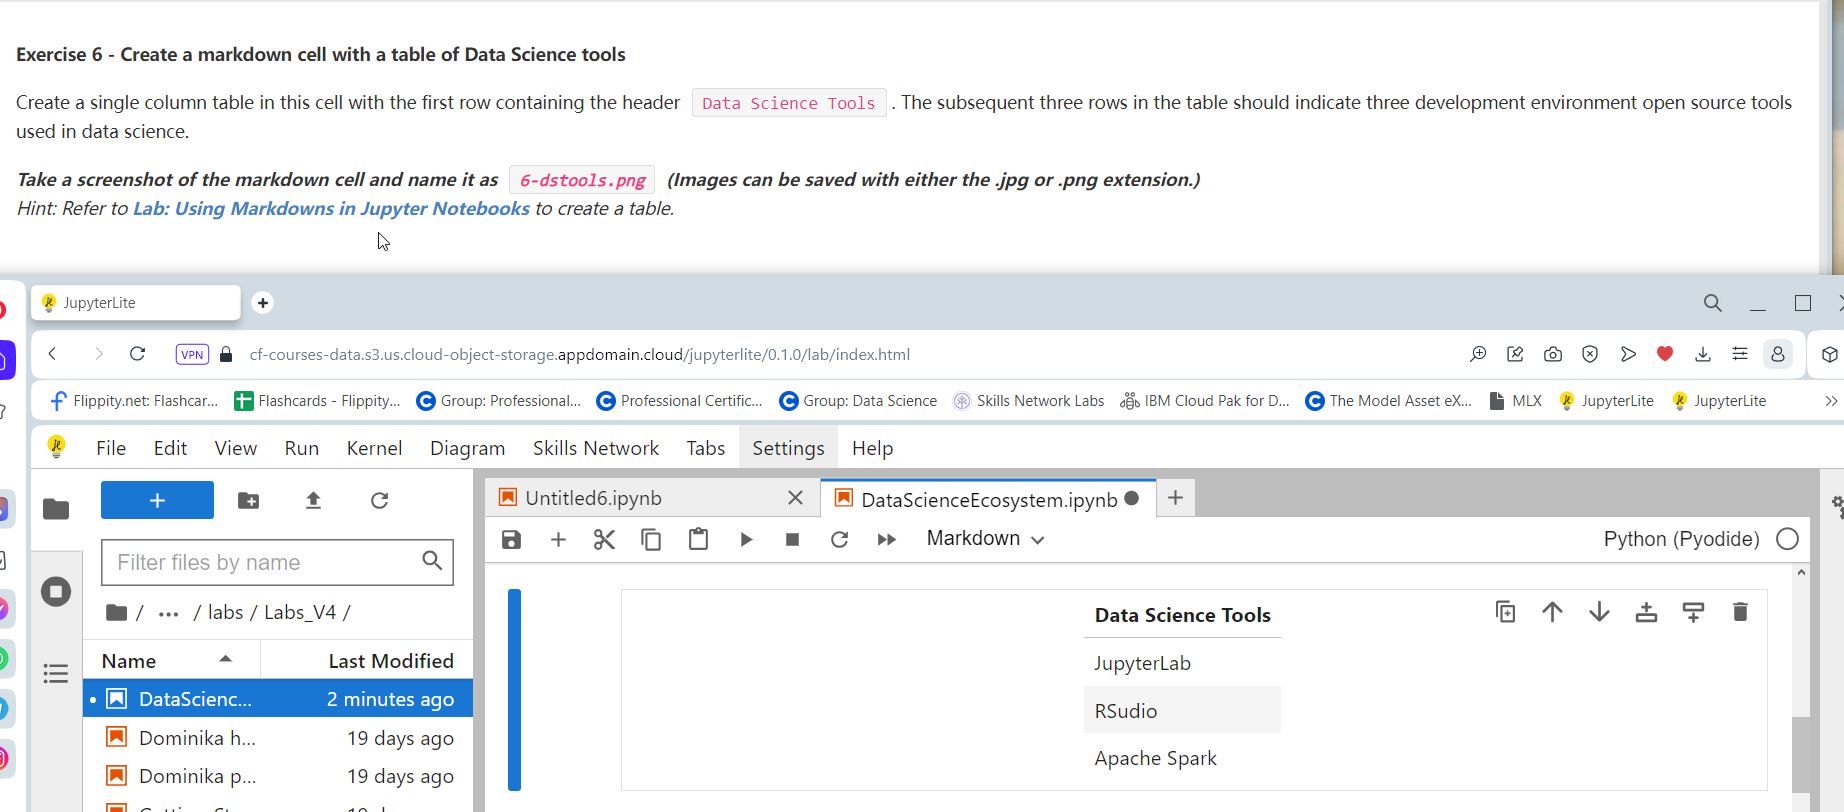 Exercise 6 - Create a markdown cell with a table of Data Science tools
Create a single column table in this cell with the first row containing the header Data Science Tools . The subsequent three rows in the table should indicate three development environment open source tools
used in data science.
Take a screenshot of the markdown cell and name it as 6-dstools.png (Images can be saved with either the .jpg or .png extension.)
Hint: Refer to Lab: Using Markdowns in Jupyter Notebooks to create a table.
JupyterLite
VPN cf-courses-data.s3.us.cloud-object-storage.appdomain.cloud/jupyterlite/0.1.0/lab/index.html
Flippity.net: Flashcar... Flashcards - Flippity... Group: Professional... Professional Certific... Group: Data Science Skills Network Labs IBM Cloud Pak for D... The Model Asset eX... MLX JupyterLite JupyterLite
File Edit View Run Kernel Diagram Skills Network Tabs Settings Help
Untitled6.ipynb DataScienceEcosystem.ipynb
Markdown Python (Pyodide)
Filter files by name
/ ... / labs / Labs_V4 /
Name Last Modified
DataScienc... 2 minutes ago
Dominika h... 19 days ago
Dominika p... 19 days ago
Data Science Tools
JupyterLab
RSudio
Apache Spark